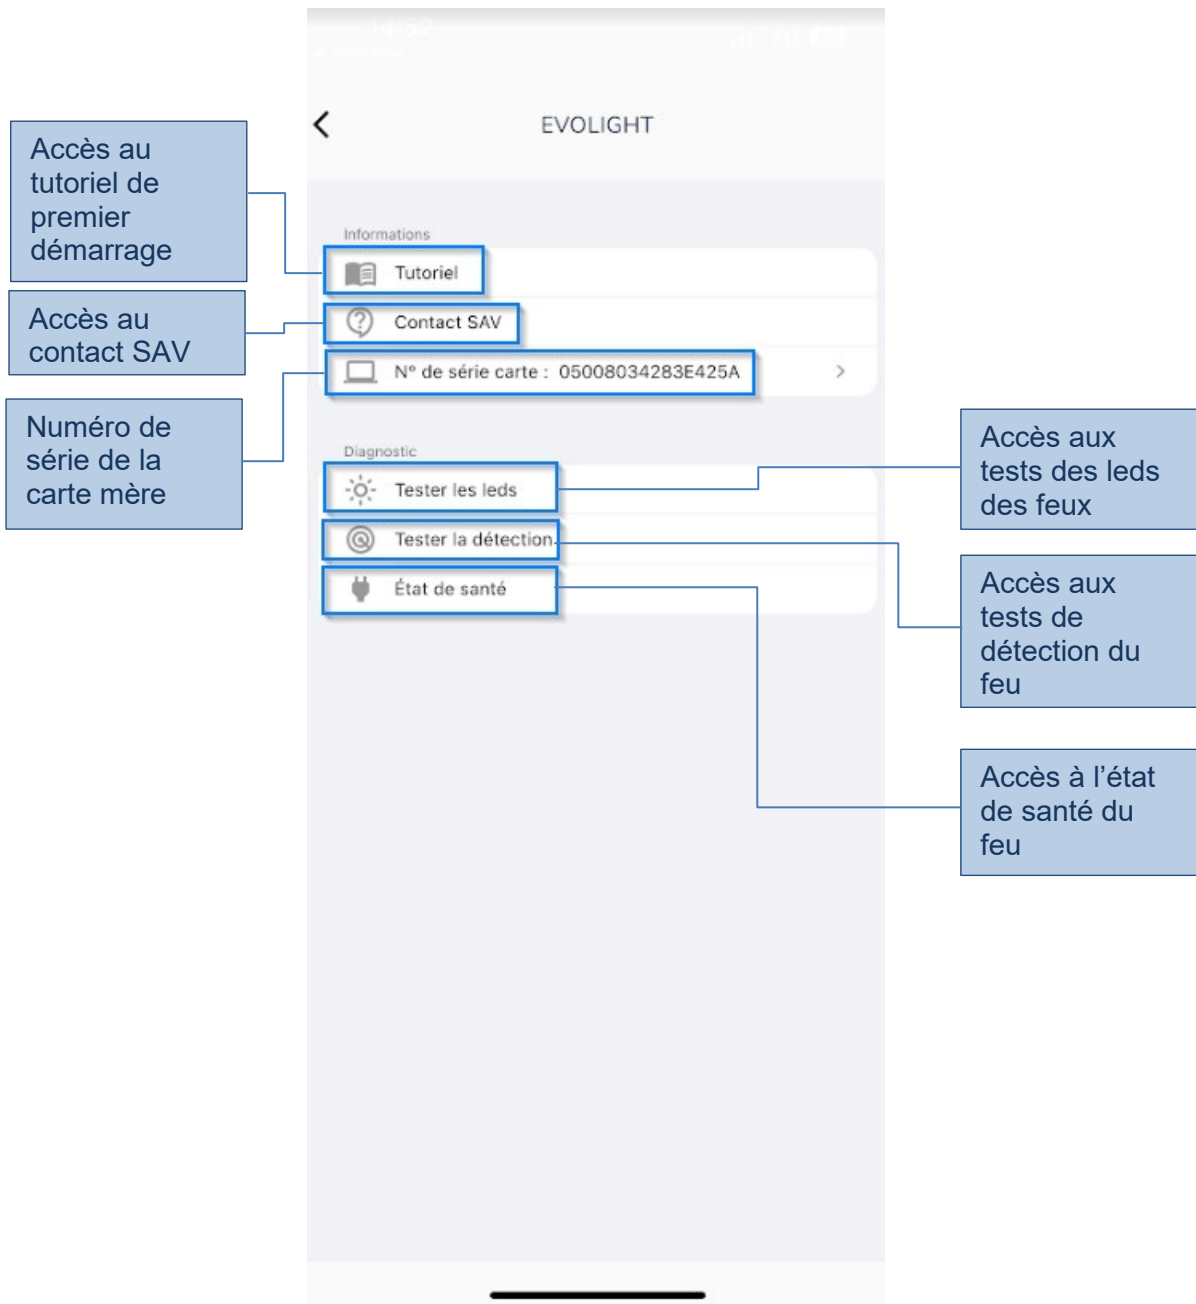 EVOLIGHT
Accès au
tutoriel de
premier
démarrage
Accès au
contact SAV
Numéro de
série de la
carte mère
Informations
Tutoriel
Contact SAV
N° de série carte : 05008034283E425A
Diagnostic
Tester les leds
Tester la détection
État de santé
Accès aux
tests des leds
des feux
Accès aux
tests de
détection du
feu
Accès à l’état
de santé du
feu